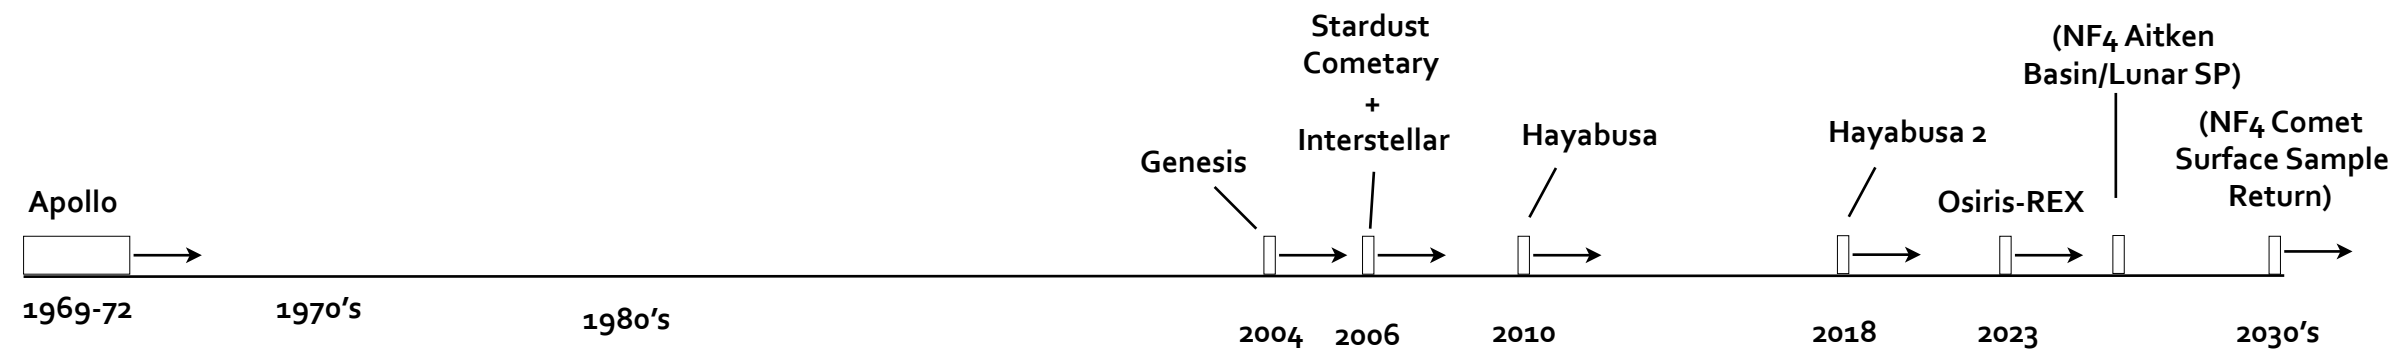 Apollo
Genesis
Stardust
Cometary
+
Interstellar
Hayabusa
Hayabusa 2
Osiris-REX
(NF4 Aitken
Basin/Lunar SP)
(NF4 Comet
Surface Sample
Return)
1969-72
1970's
1980's
2004
2006
2010
2018
2023
2030's